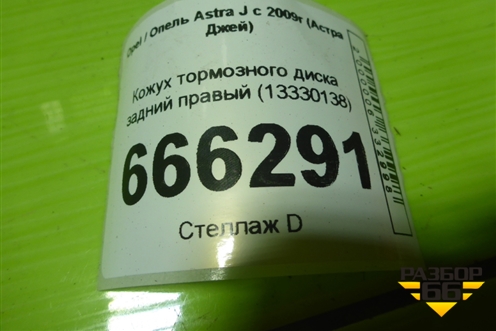 Opel / Опель Astra J с 2009г (Астра
Джей)
Кожух тормозного диска
задний правый (13330138)
666291
Стеллаж D
РАЗБОР
66